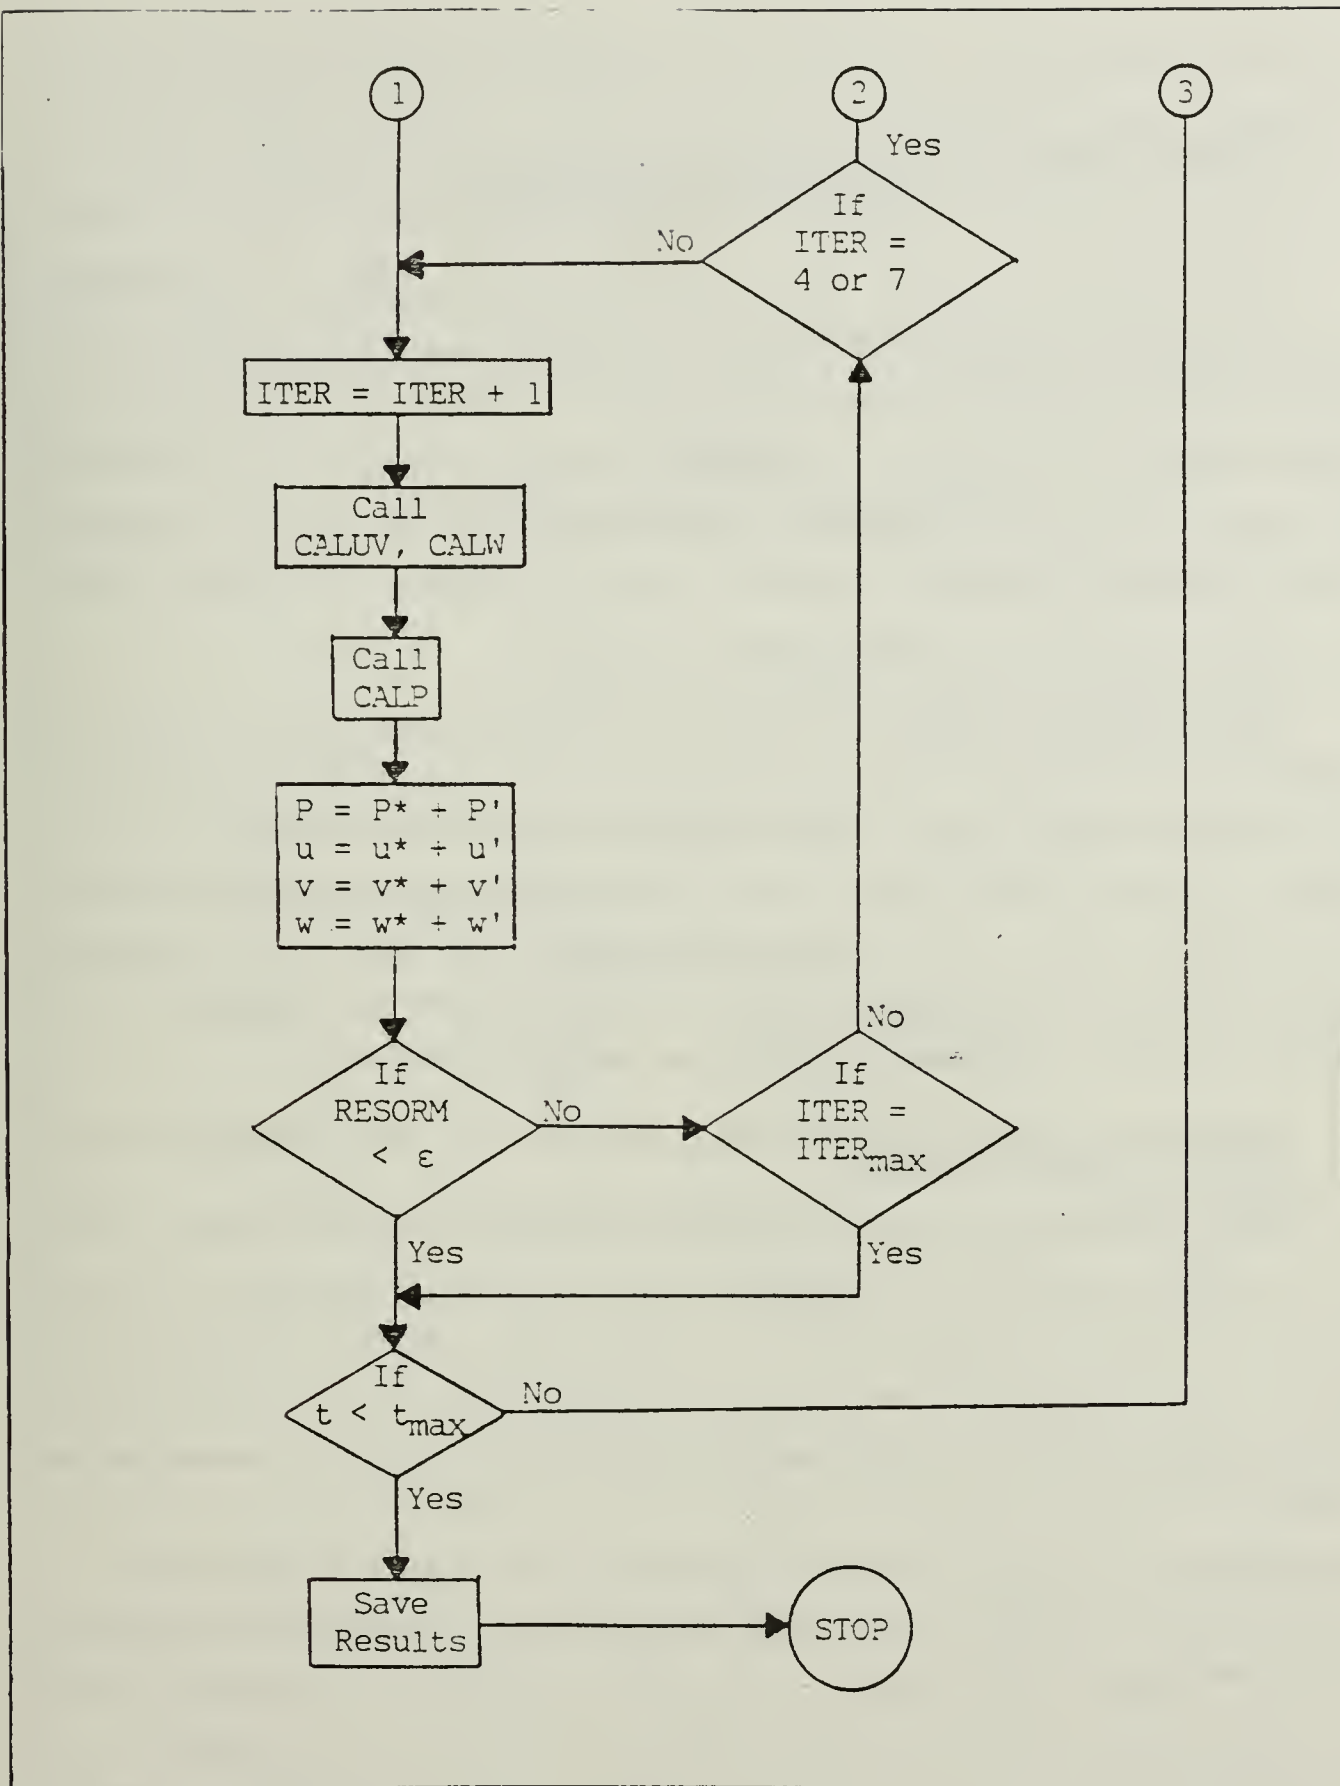 1
2
3
Yes
If
ITER =
4 or 7
No
ITER = ITER + 1
Call
CALUV, CALW
Call
CALP
P = P* + P'
u = u* + u'
v = v* + v'
w = w* + w'
If
RESORM
< ε
No
If
ITER =
ITERmax
No
Yes
Yes
If
t < tmax
No
Yes
Save
Results
STOP